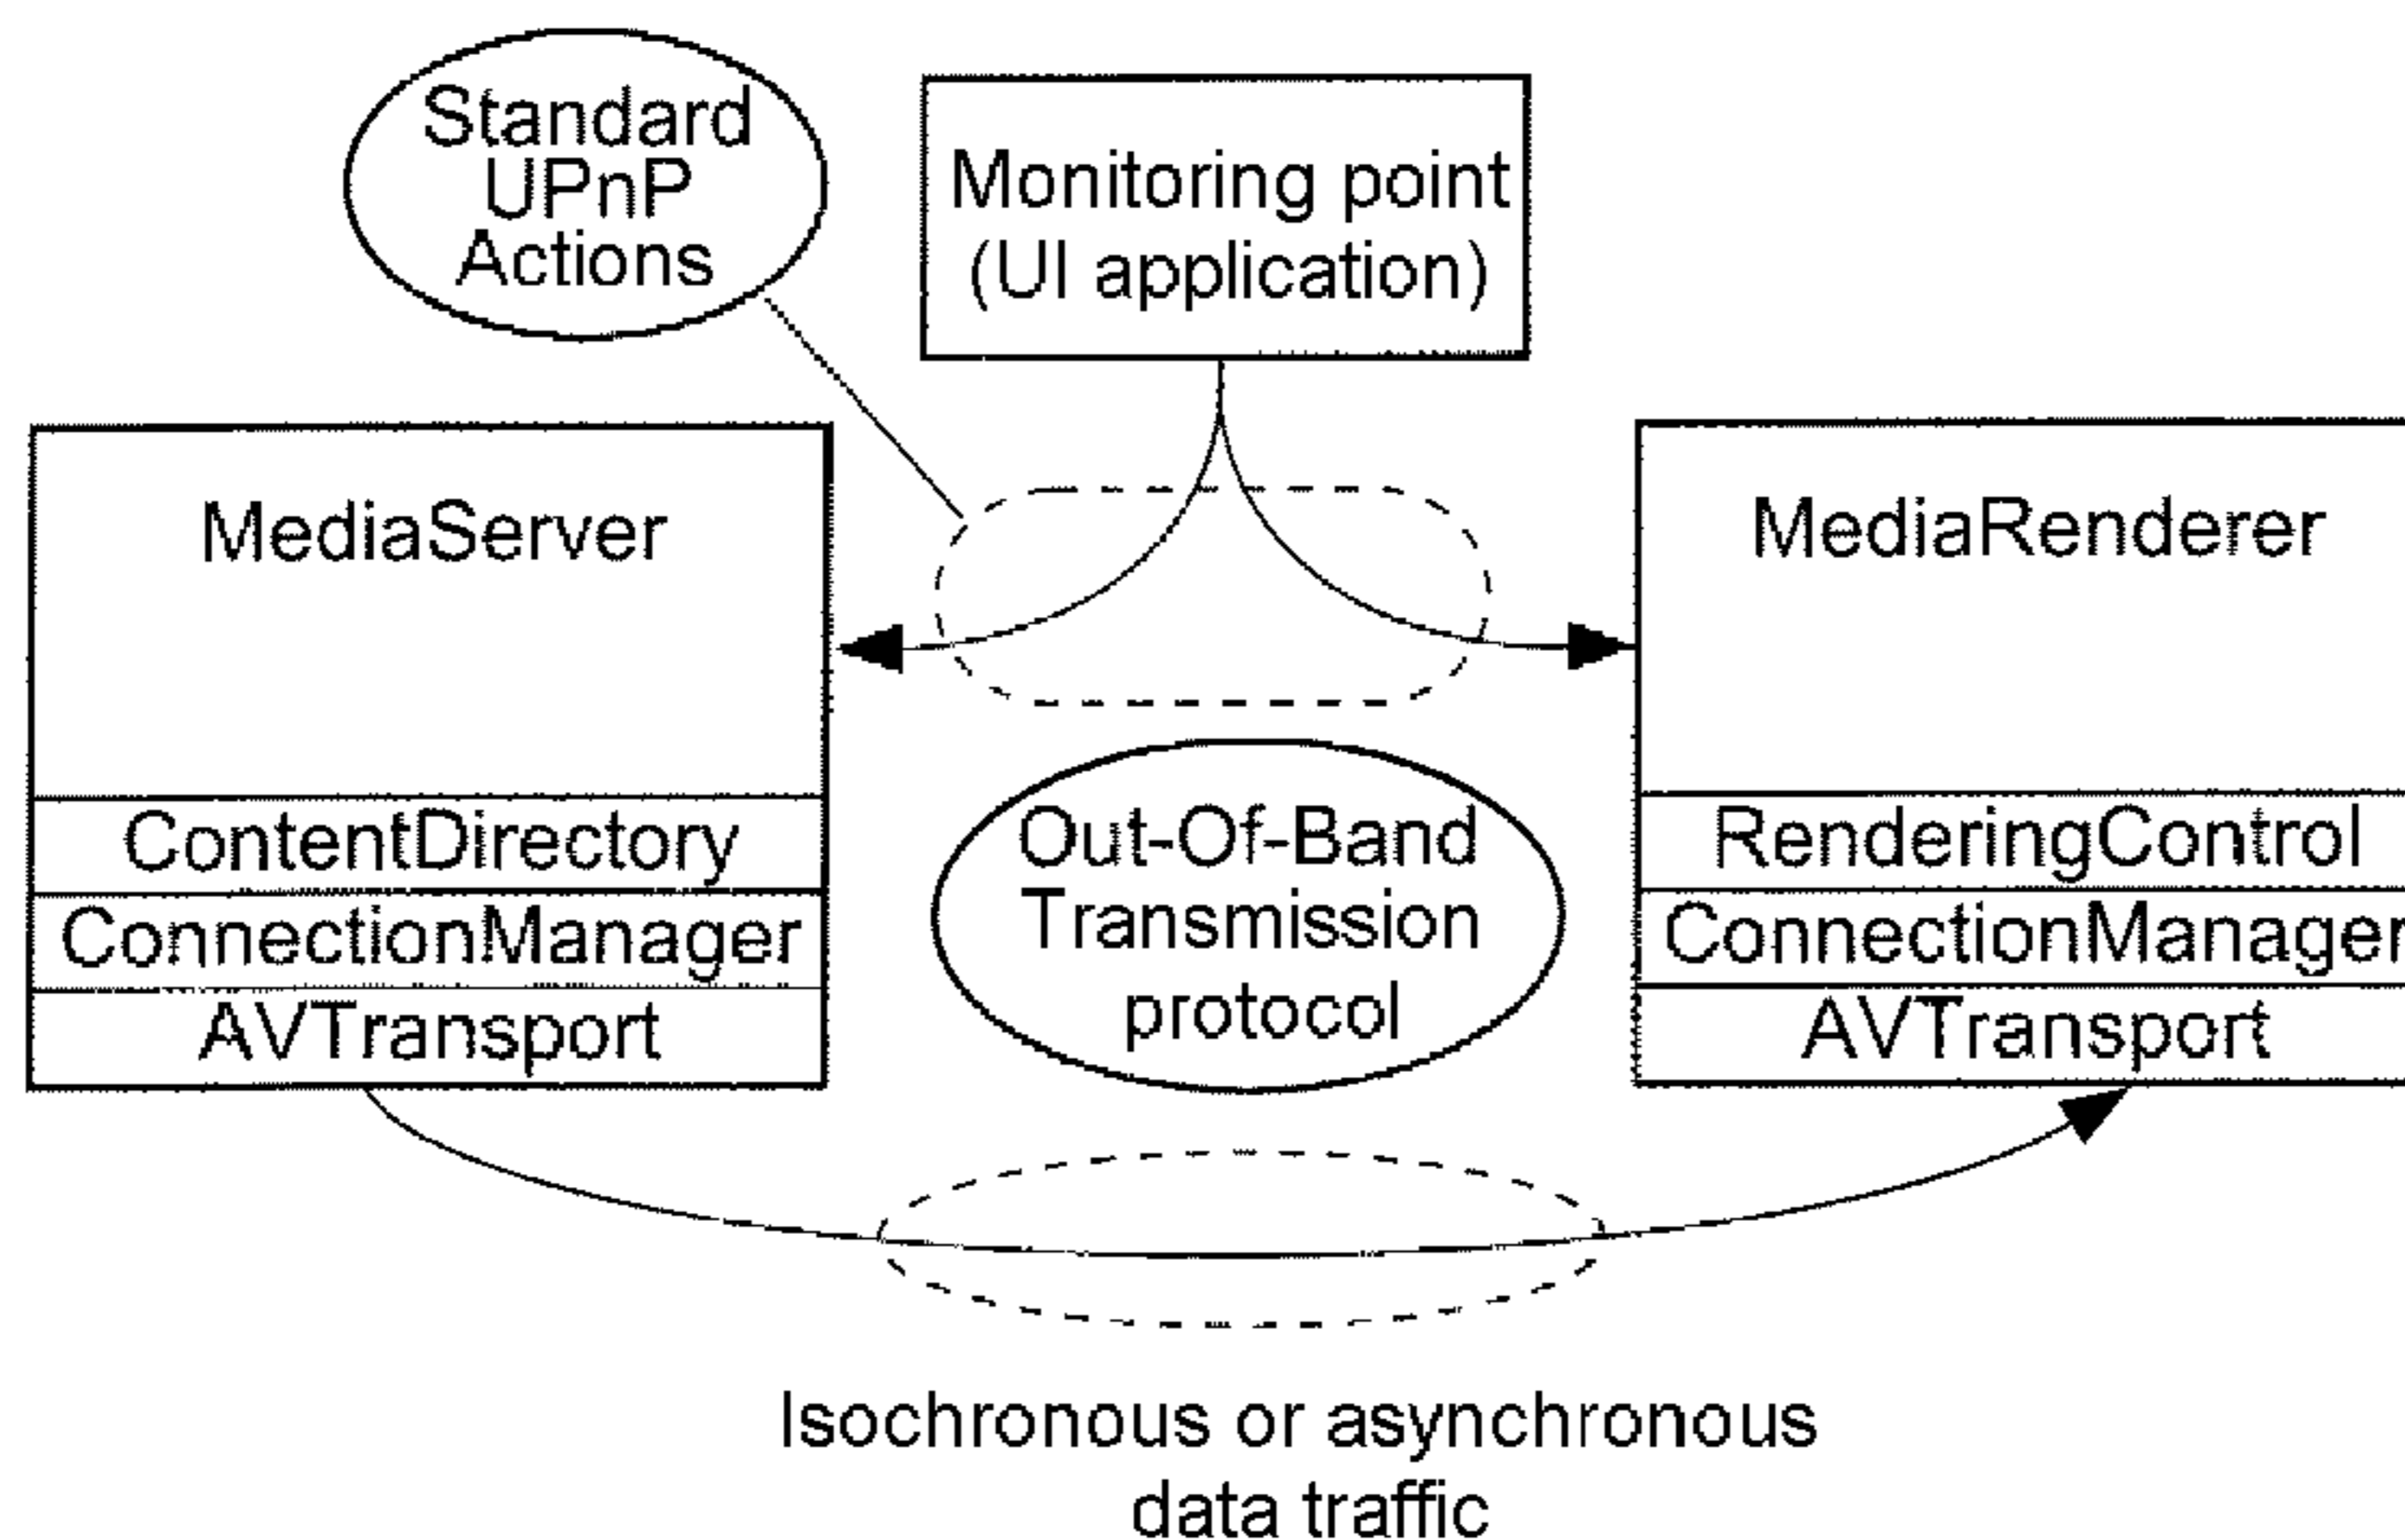 Standard
UPnP
Actions
Monitoring point
(UI application)
MediaServer
ContentDirectory
ConnectionManager
AVTransport
Out-Of-Band
Transmission
protocol
MediaRenderer
RenderingControl
ConnectionManager
AVTransport
Isochronous or asynchronous
data traffic